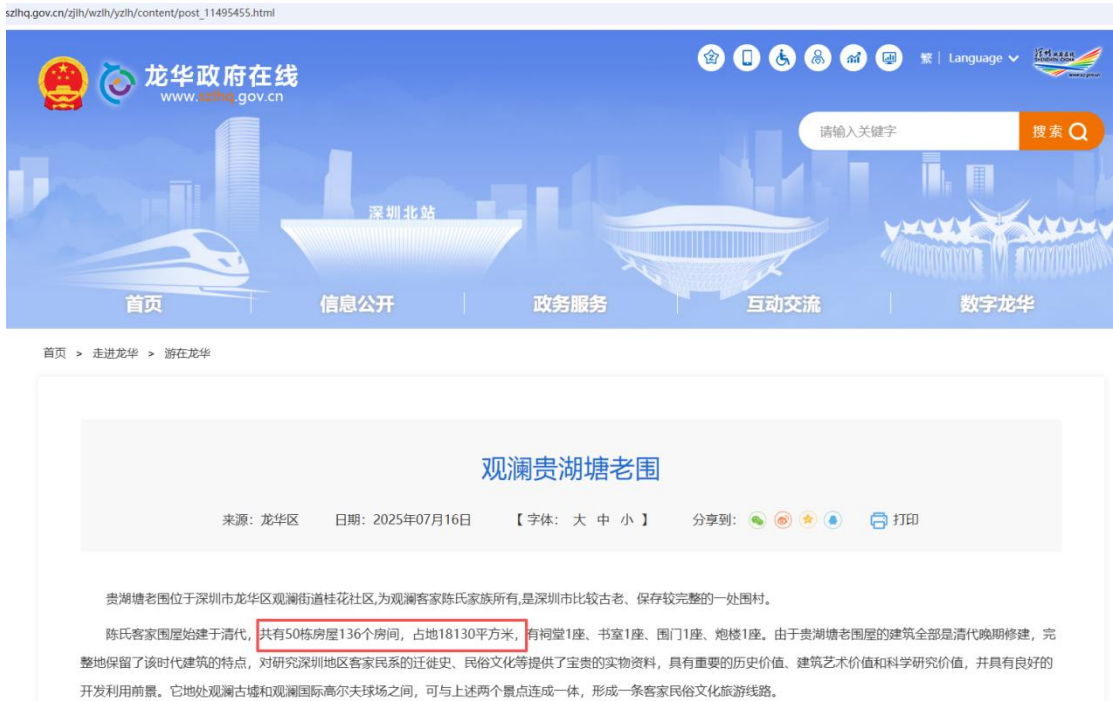 szlhq.gov.cn/zjlh/wzlh/yzlh/content/post_11495455.html
龙华政府在线
www.szlhq.gov.cn
繁 | Language
深圳政府在线
请输入关键字
搜索
深圳北站
首页
信息公开
政务服务
互动交流
数字龙华
首页 > 走进龙华 > 游在龙华
观澜贵湖塘老围
来源：龙华区 日期：2025年07月16日 【字体： 大 中 小 】 分享到： 打印
贵湖塘老围位于深圳市龙华区观澜街道桂花社区,为观澜客家陈氏家族所有,是深圳市比较古老、保存较完整的一处围村。
陈氏客家围屋始建于清代，共有50栋房屋136个房间，占地18130平方米，有祠堂1座、书室1座、围门1座、炮楼1座。由于贵湖塘老围屋的建筑全部是清代晚期修建，完
整地保留了该时代建筑的特点，对研究深圳地区客家民系的迁徙史、民俗文化等提供了宝贵的实物资料，具有重要的历史价值、建筑艺术价值和科学研究价值，并具有良好的
开发利用前景。它地处观澜古墟和观澜国际高尔夫球场之间，可与上述两个景点连成一体，形成一条客家民俗文化旅游线路。